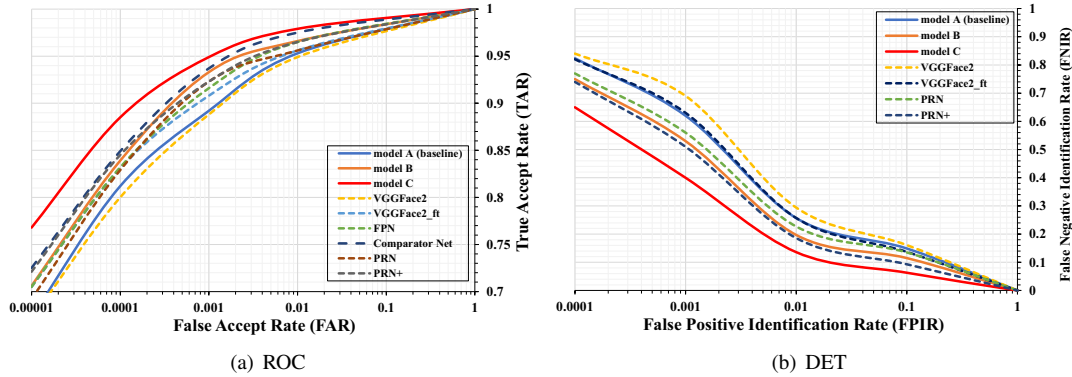 1
0.95
0.9
0.85
0.8
0.75
0.7
True Accept Rate (TAR)
model A (baseline)
model B
model C
VGGFace2
VGGFace2_ft
FPN
Comparator Net
PRN
PRN+
0.00001 0.0001 0.001 0.01 0.1 1
False Accept Rate (FAR)
(a) ROC
1
0.9
0.8
0.7
0.6
0.5
0.4
0.3
0.2
0.1
0
False Negative Identification Rate (FNIR)
model A (baseline)
model B
model C
VGGFace2
VGGFace2_ft
PRN
PRN+
0.0001 0.001 0.01 0.1 1
False Positive Identification Rate (FPIR)
(b) DET